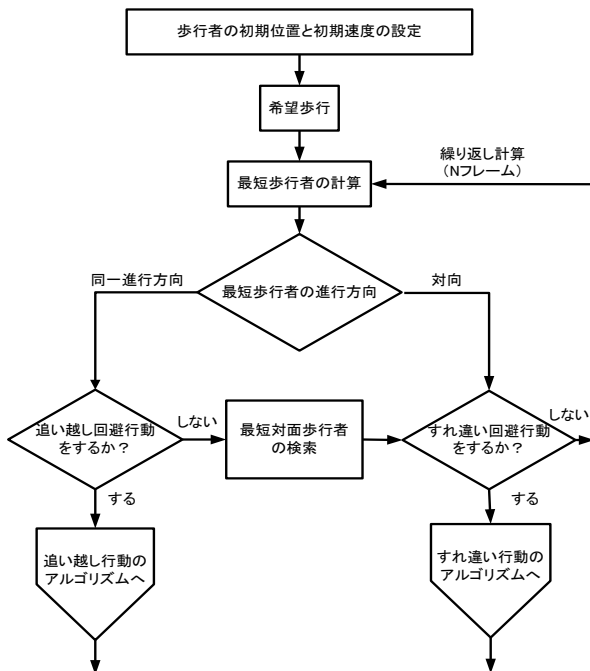 歩行者の初期位置と初期速度の設定
希望歩行
繰り返し計算
（Nフレーム）
最短歩行者の計算
同一進行方向
最短歩行者の進行方向
対向
追い越し回避行動
をするか？
しない
最短対面歩行者
の検索
すれ違い回避行動
をするか？
しない
する
する
追い越し行動の
アルゴリズムへ
すれ違い行動の
アルゴリズムへ